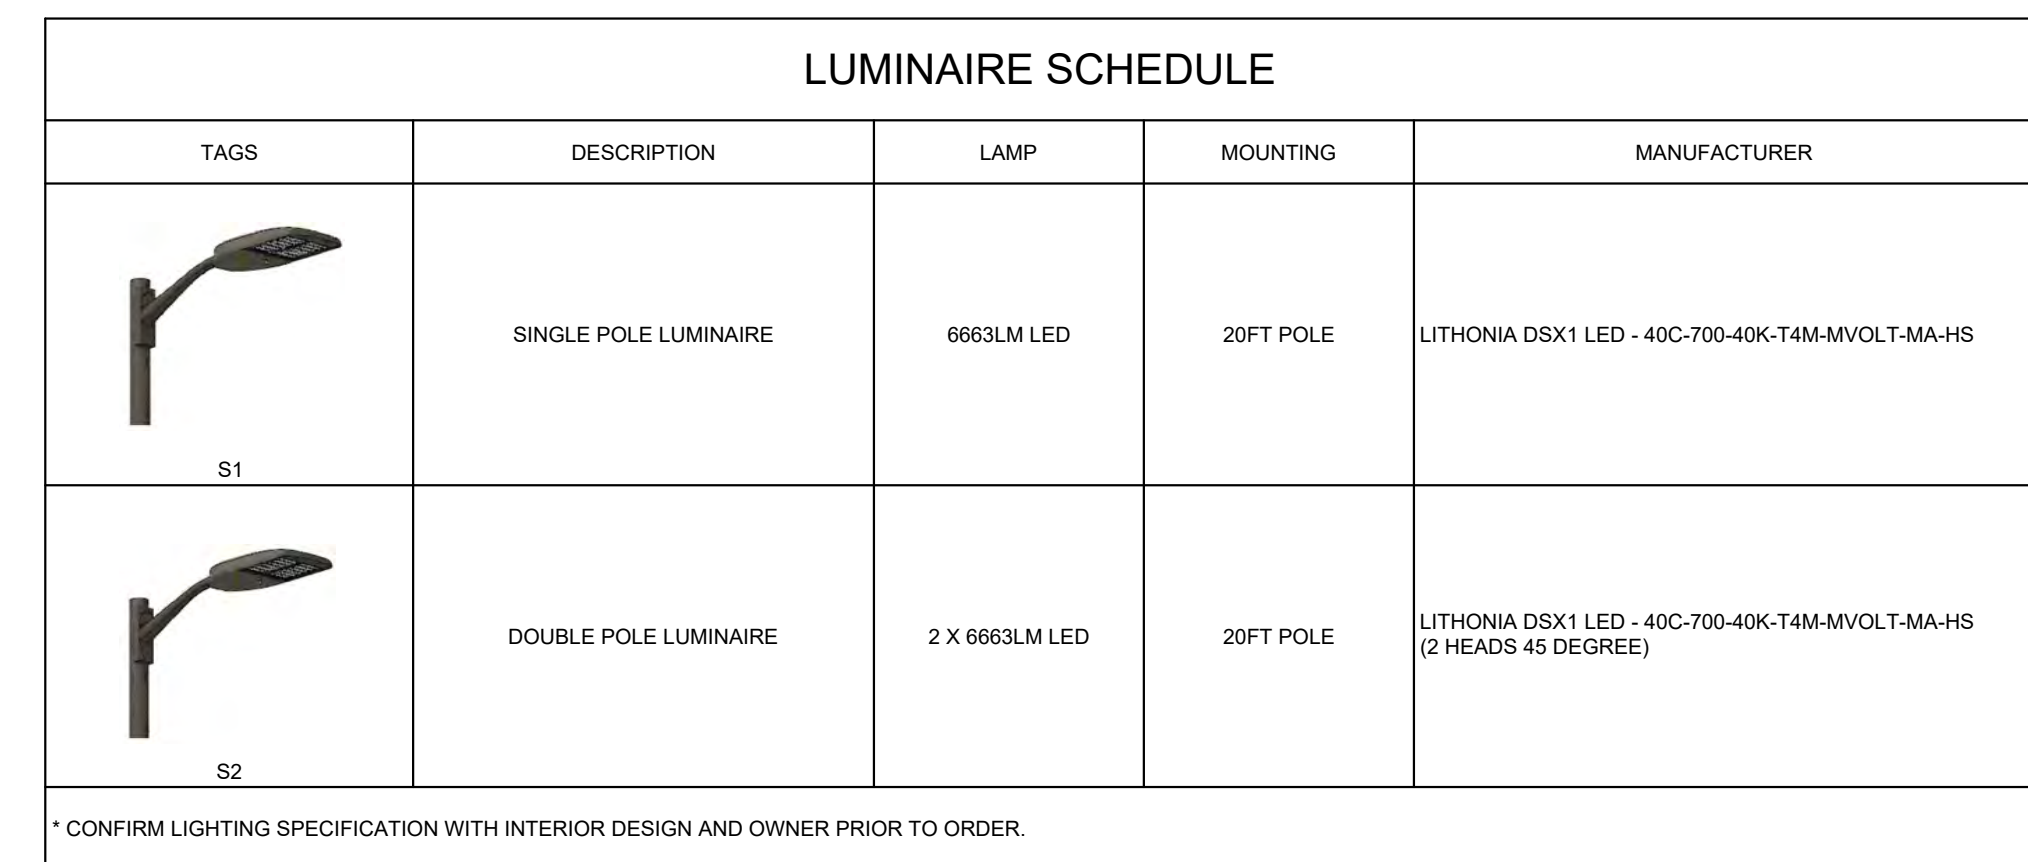 LUMINAIRE SCHEDULE
TAGS DESCRIPTION LAMP MOUNTING MANUFACTURER
SINGLE POLE LUMINAIRE 6663LM LED 20FT POLE LITHONIA DSX1 LED - 40C-700-40K-T4M-MVOLT-MA-HS
S1
DOUBLE POLE LUMINAIRE 2 X 6663LM LED 20FT POLE LITHONIA DSX1 LED - 40C-700-40K-T4M-MVOLT-MA-HS
(2 HEADS 45 DEGREE)
S2
* CONFIRM LIGHTING SPECIFICATION WITH INTERIOR DESIGN AND OWNER PRIOR TO ORDER.